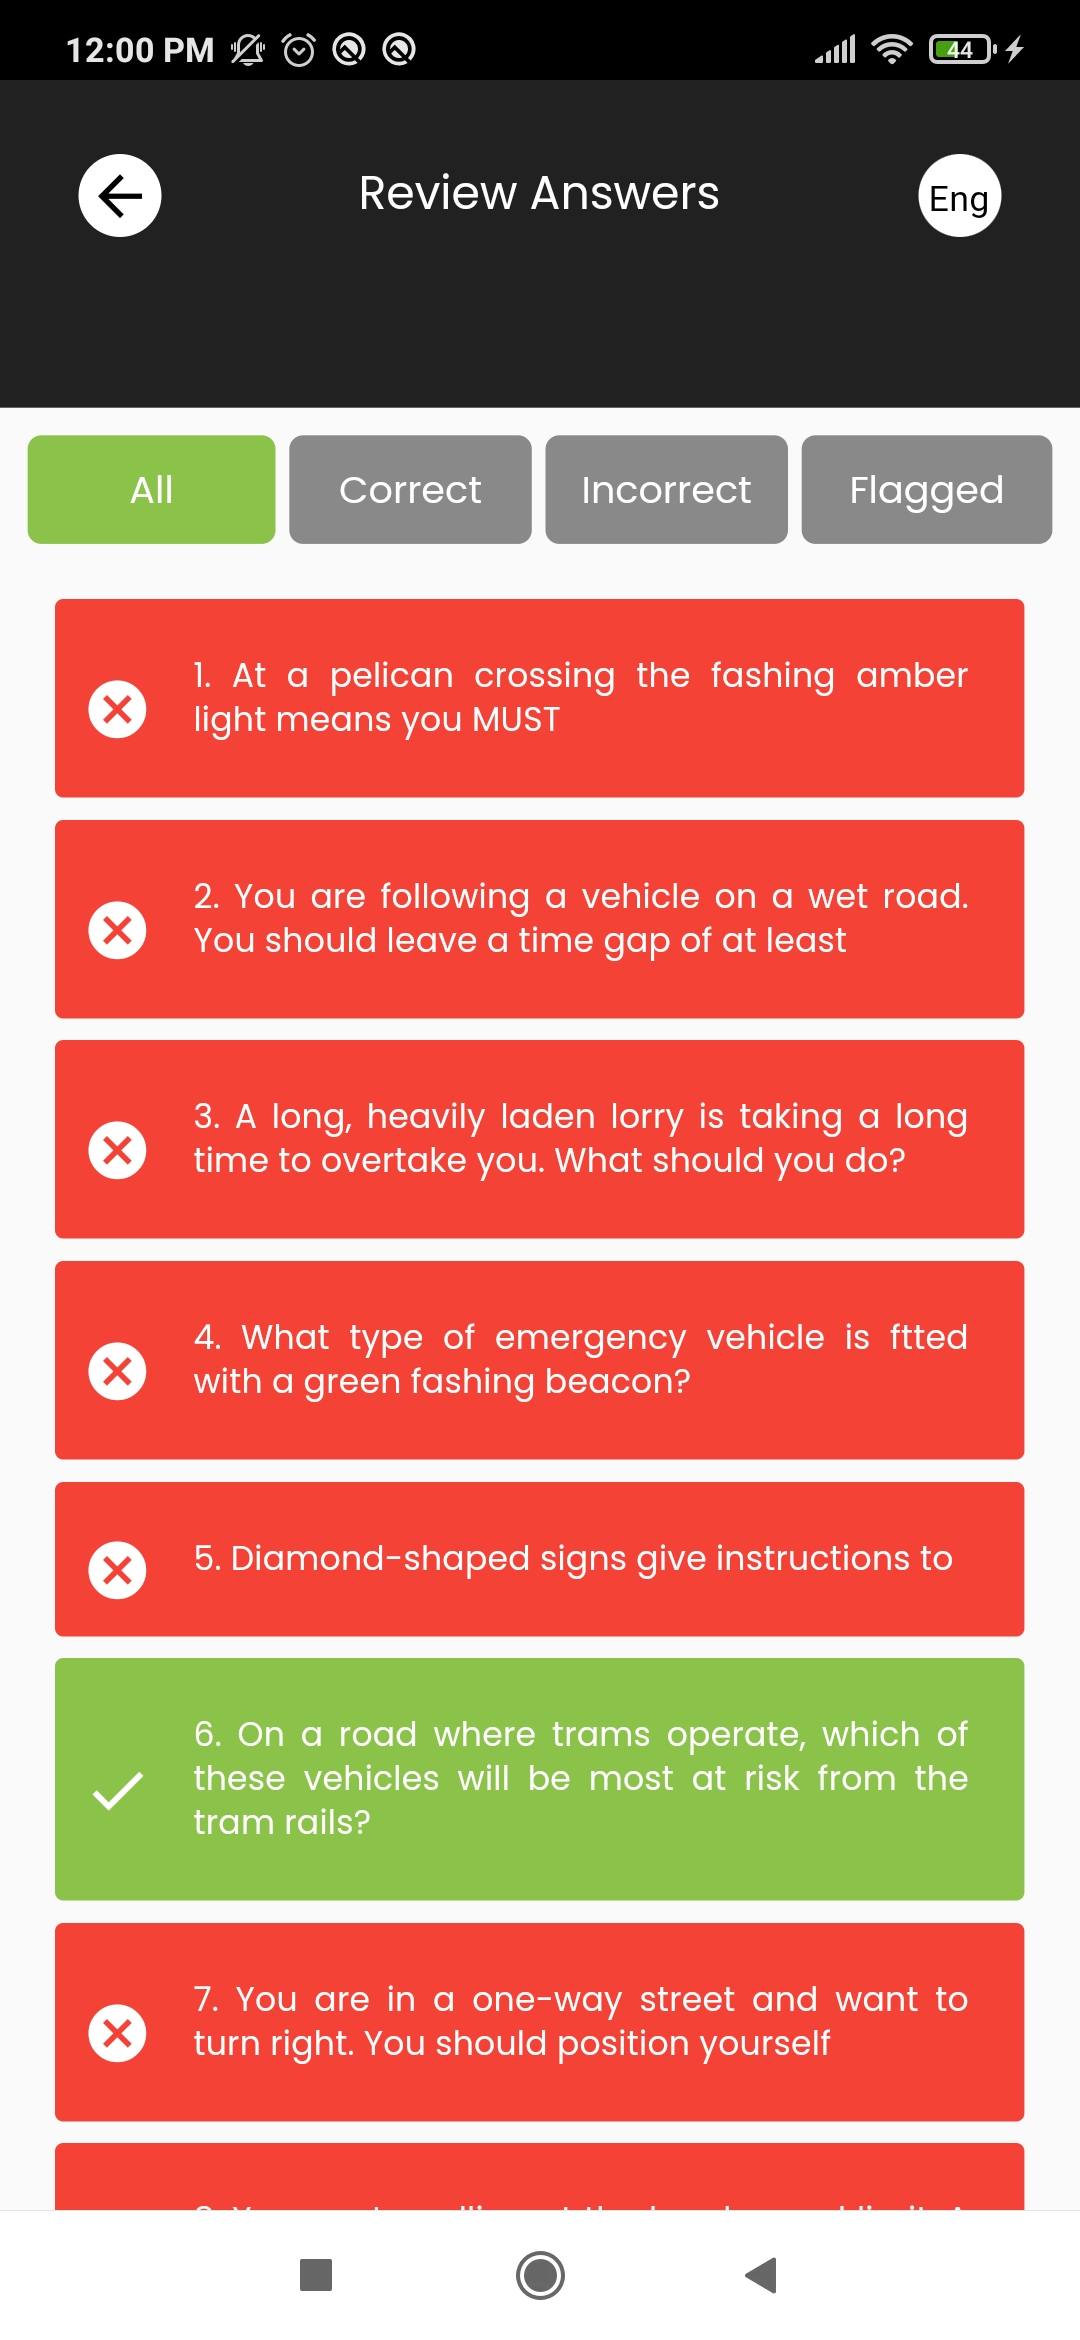 12:00 PM
44
Review Answers
Eng
All
Correct
Incorrect
Flagged
1. At a pelican crossing the fashing amber
light means you MUST
2. You are following a vehicle on a wet road.
You should leave a time gap of at least
3. A long, heavily laden lorry is taking a long
time to overtake you. What should you do?
4. What type of emergency vehicle is ftted
with a green fashing beacon?
5. Diamond-shaped signs give instructions to
6. On a road where trams operate, which of
these vehicles will be most at risk from the
tram rails?
7. You are in a one-way street and want to
turn right. You should position yourself